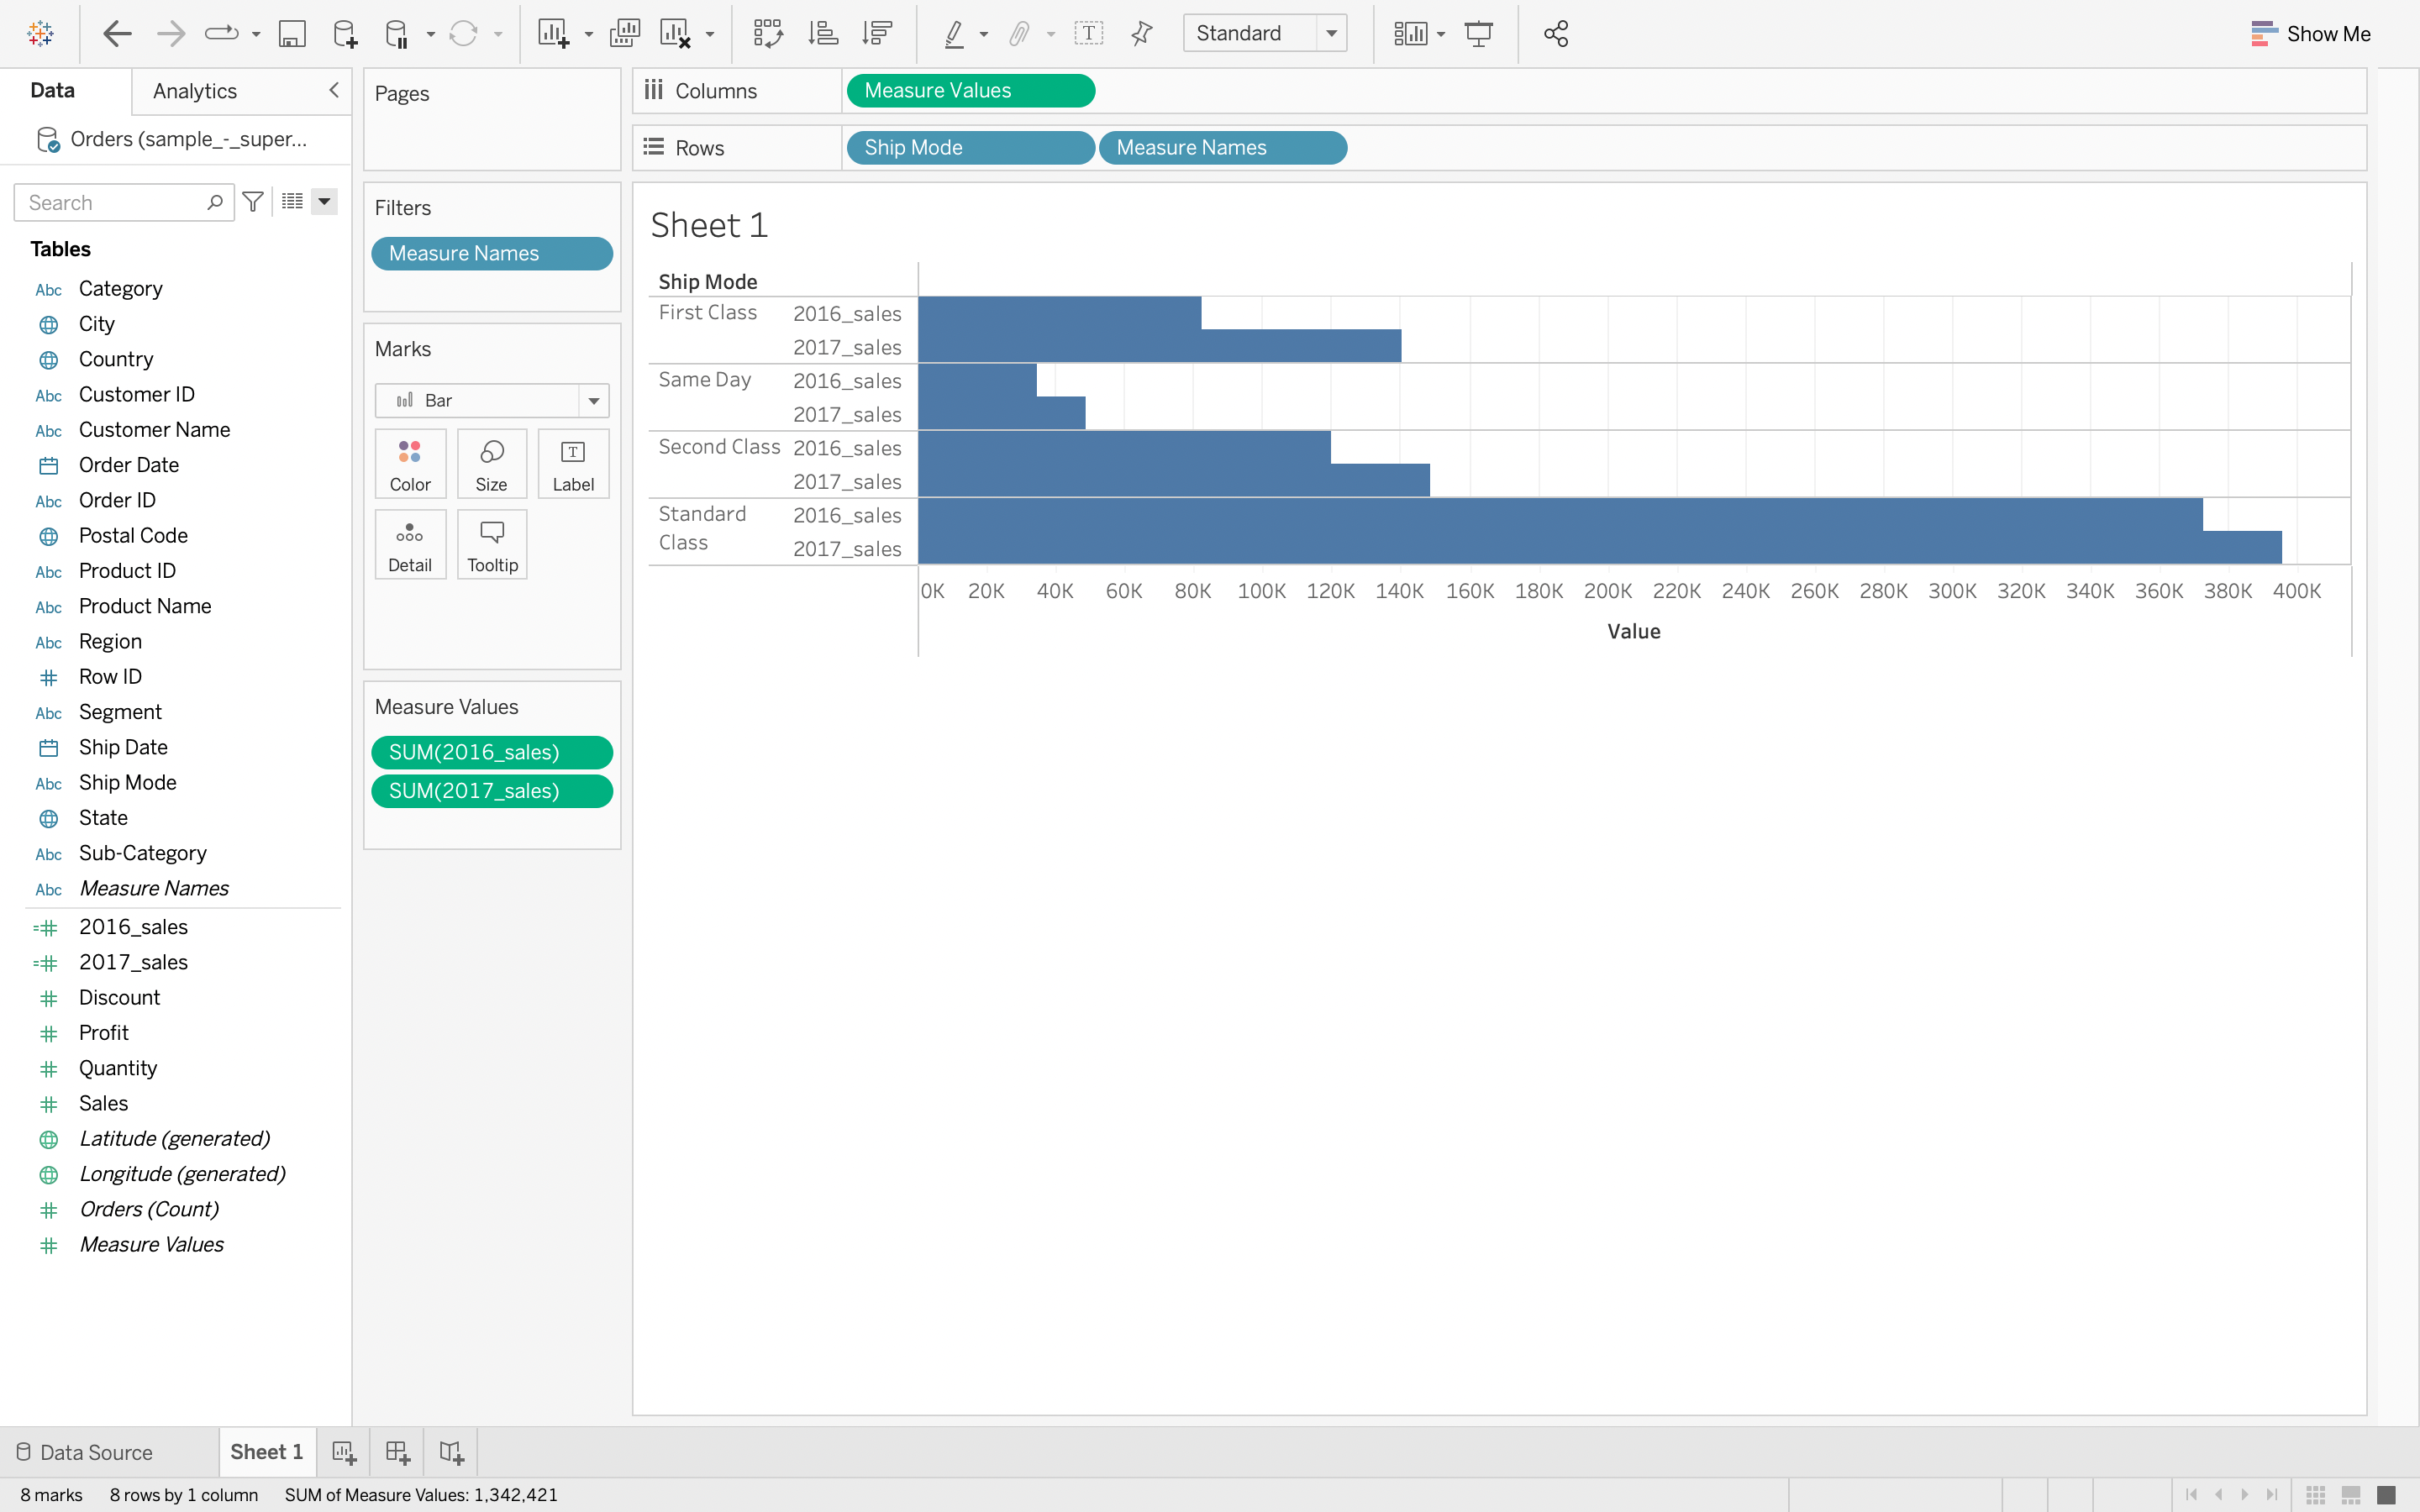 Standard
Show Me
Data
Analytics
Orders (sample_-_super...
Search
Tables
Abc Category
City
Country
Abc Customer ID
Abc Customer Name
Order Date
Abc Order ID
Postal Code
Abc Product ID
Abc Product Name
Abc Region
Row ID
Abc Segment
Ship Date
Abc Ship Mode
State
Abc Sub-Category
Abc Measure Names
2016_sales
2017_sales
Discount
Profit
Quantity
Sales
Latitude (generated)
Longitude (generated)
Orders (Count)
Measure Values
Pages
Filters
Measure Names
Marks
Bar
Color Size Label
Detail Tooltip
Measure Values
SUM(2016_sales)
SUM(2017_sales)
Columns Measure Values
Rows Ship Mode Measure Names
Sheet 1
Ship Mode
First Class 2016_sales
2017_sales
Same Day 2016_sales
2017_sales
Second Class 2016_sales
2017_sales
Standard 2016_sales
Class 2017_sales
0K 20K 40K 60K 80K 100K 120K 140K 160K 180K 200K 220K 240K 260K 280K 300K 320K 340K 360K 380K 400K
Value
Data Source Sheet 1
8 marks 8 rows by 1 column SUM of Measure Values: 1,342,421